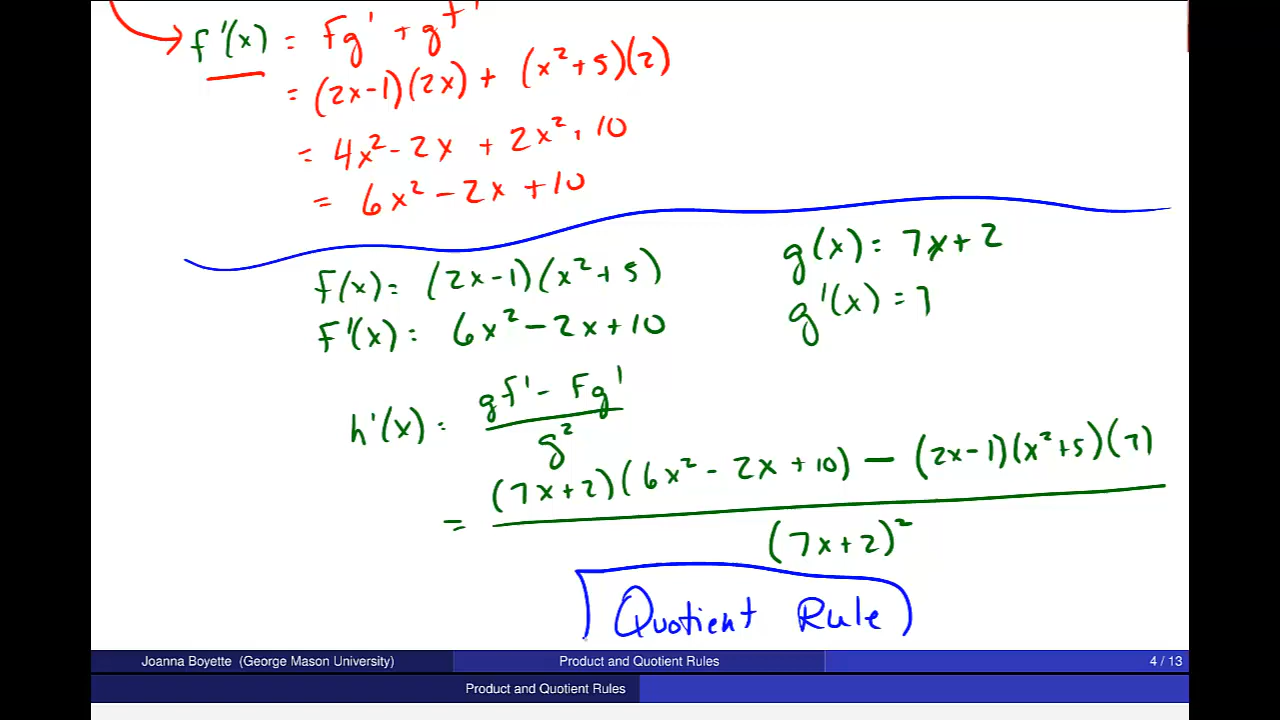 f'(x) = Fg' + gf'
= (2x-1)(2x) + (x²+5)(2)
= 4x² - 2x + 2x² + 10
= 6x² - 2x + 10
f(x) = (2x-1)(x²+5)
g(x) = 7x+2
F'(x) = 6x² - 2x + 10
g'(x) = 7
h'(x) = gf' - Fg' / g²
= (7x+2)(6x² - 2x + 10) - (2x-1)(x²+5)(7) / (7x+2)²
Quotient Rule
Joanna Boyette (George Mason University) Product and Quotient Rules 4 / 13
Product and Quotient Rules